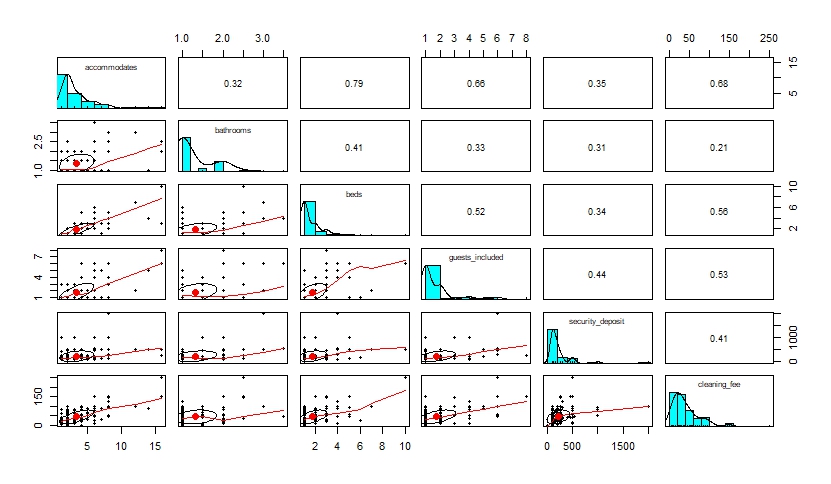 1.0 3.0 1 2 3 4 5 6 7 8 0 50 150 250
accommodates 0.32 0.79 0.66 0.35 0.68 5 15
1.0 2.5 bathrooms 0.41 0.33 0.31 0.21
beds 0.52 0.34 0.56 2 6 10
1 4 7 guests_included 0.44 0.53
security_deposit 0.41 0 1000
0 150 cleaning_fee
5 10 15 2 4 6 8 10 0 500 1500